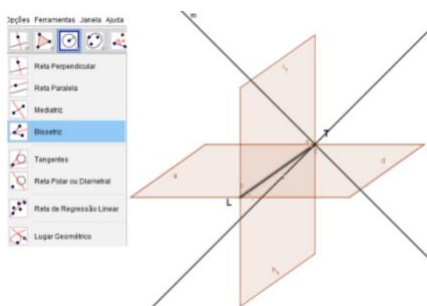 Opções Ferramentas Janela Ajuda
Reta Perpendicular
Reta Paralela
Mediatriz
Bissetriz
Tangentes
Reta Polar ou Diametral
Reta de Regressão Linear
Lugar Geométrico
T
a
d
L